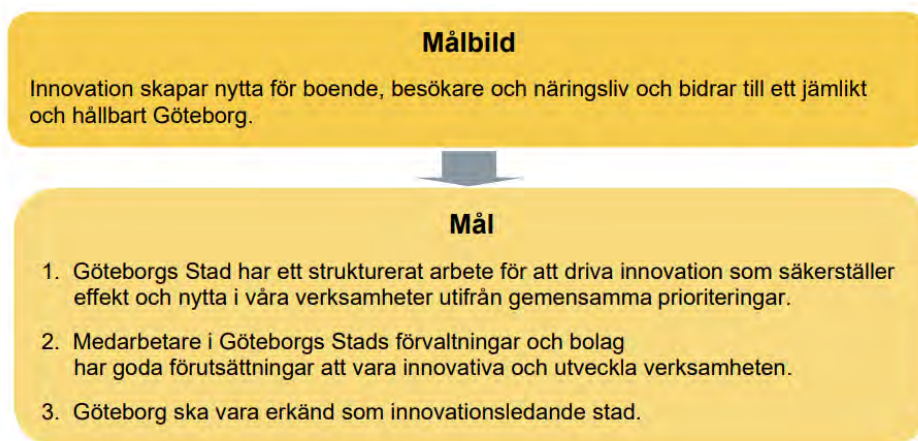 Målbild
Innovation skapar nytta för boende, besökare och näringsliv och bidrar till ett jämlikt
och hållbart Göteborg.
Mål
1. Göteborgs Stad har ett strukturerat arbete för att driva innovation som säkerställer
effekt och nytta i våra verksamheter utifrån gemensamma prioriteringar.
2. Medarbetare i Göteborgs Stads förvaltningar och bolag
har goda förutsättningar att vara innovativa och utveckla verksamheten.
3. Göteborg ska vara erkänd som innovationsledande stad.